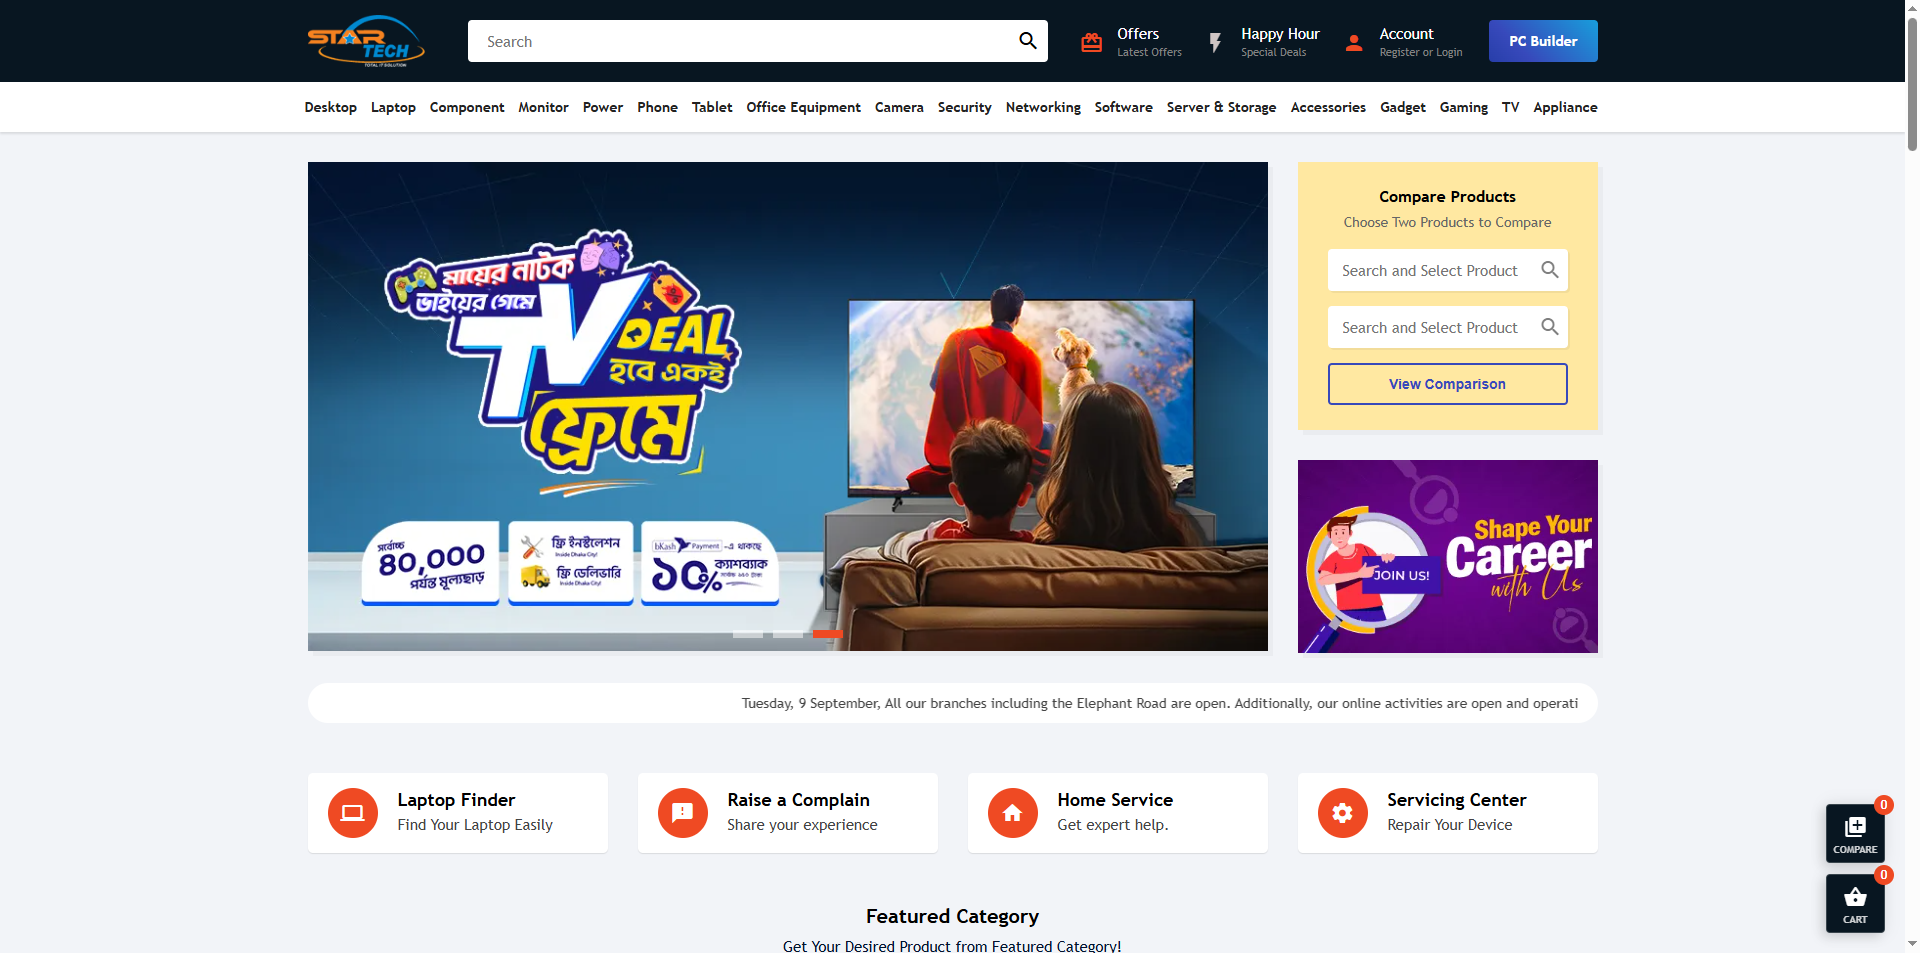 STAR
TECH
TOTAL IT SOLUTION
Search
Offers
Latest Offers
Happy Hour
Special Deals
Account
Register or Login
PC Builder
Desktop
Laptop
Component
Monitor
Power
Phone
Tablet
Office Equipment
Camera
Security
Networking
Software
Server & Storage
Accessories
Gadget
Gaming
TV
Appliance
মায়ের নাটক
ভাইয়ের গেমে
TV DEAL
হবে একই
ফ্রেমে
সর্বোচ্চ
80,000
পর্যন্ত মূল্যছাড়
ফ্রি ইনস্টলেশন
Inside Dhaka City!
ফ্রি ডেলিভারি
Inside Dhaka City!
bKash Payment -এ থাকছে
১০% ক্যাশব্যাক
Compare Products
Choose Two Products to Compare
Search and Select Product
Search and Select Product
View Comparison
JOIN US!
Shape Your
Career
with Us
Tuesday, 9 September, All our branches including the Elephant Road are open. Additionally, our online activities are open and operati
Laptop Finder
Find Your Laptop Easily
Raise a Complain
Share your experience
Home Service
Get expert help.
Servicing Center
Repair Your Device
0
COMPARE
0
CART
Featured Category
Get Your Desired Product from Featured Category!